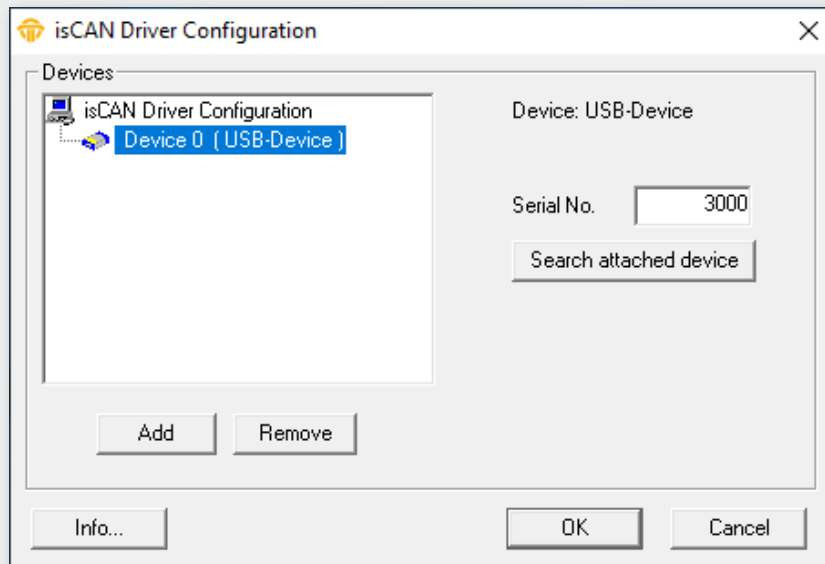 isCAN Driver Configuration
Devices
isCAN Driver Configuration
Device 0 ( USB-Device )
Device: USB-Device
Serial No. 3000
Search attached device
Add Remove
Info... OK Cancel